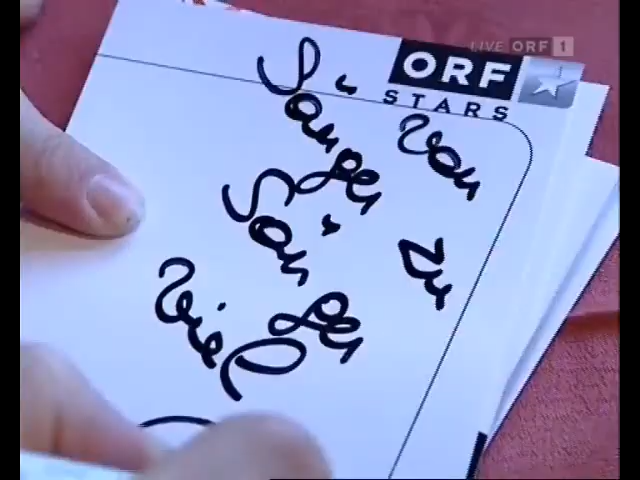 LIVE ORF 1
ORF
STARS
Von
Sänger zu
Sänger
Viel